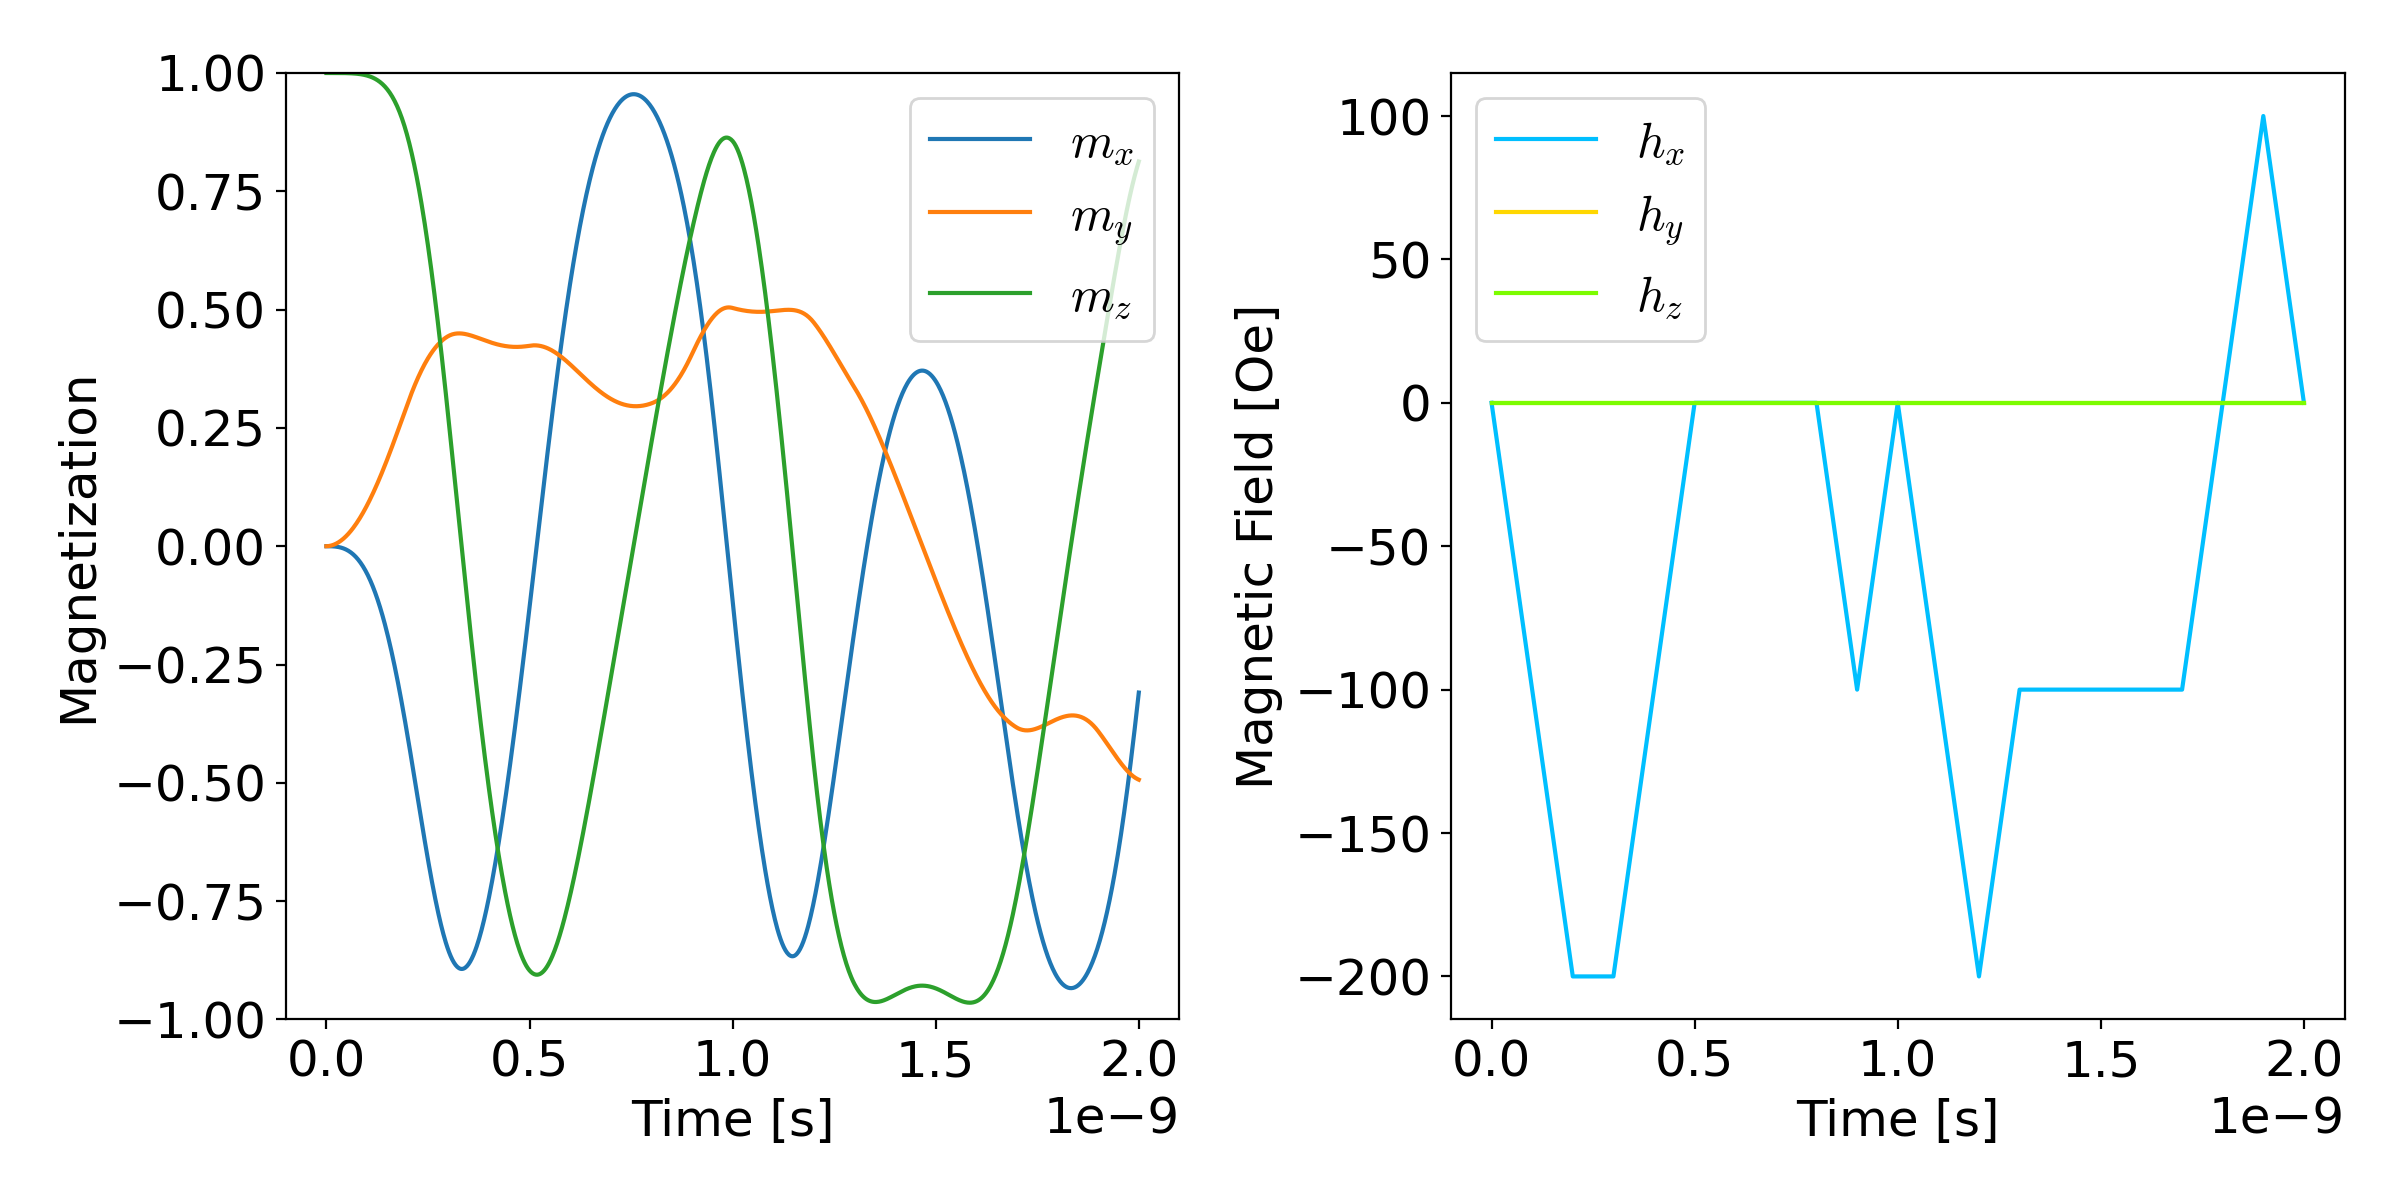 1.00
0.75
0.50
0.25
0.00
−0.25
−0.50
−0.75
−1.00
Magnetization
0.0 0.5 1.0 1.5 2.0
Time [s]
1e−9
m_x
m_y
m_z
100
50
0
−50
−100
−150
−200
Magnetic Field [Oe]
0.0 0.5 1.0 1.5 2.0
Time [s]
1e−9
h_x
h_y
h_z